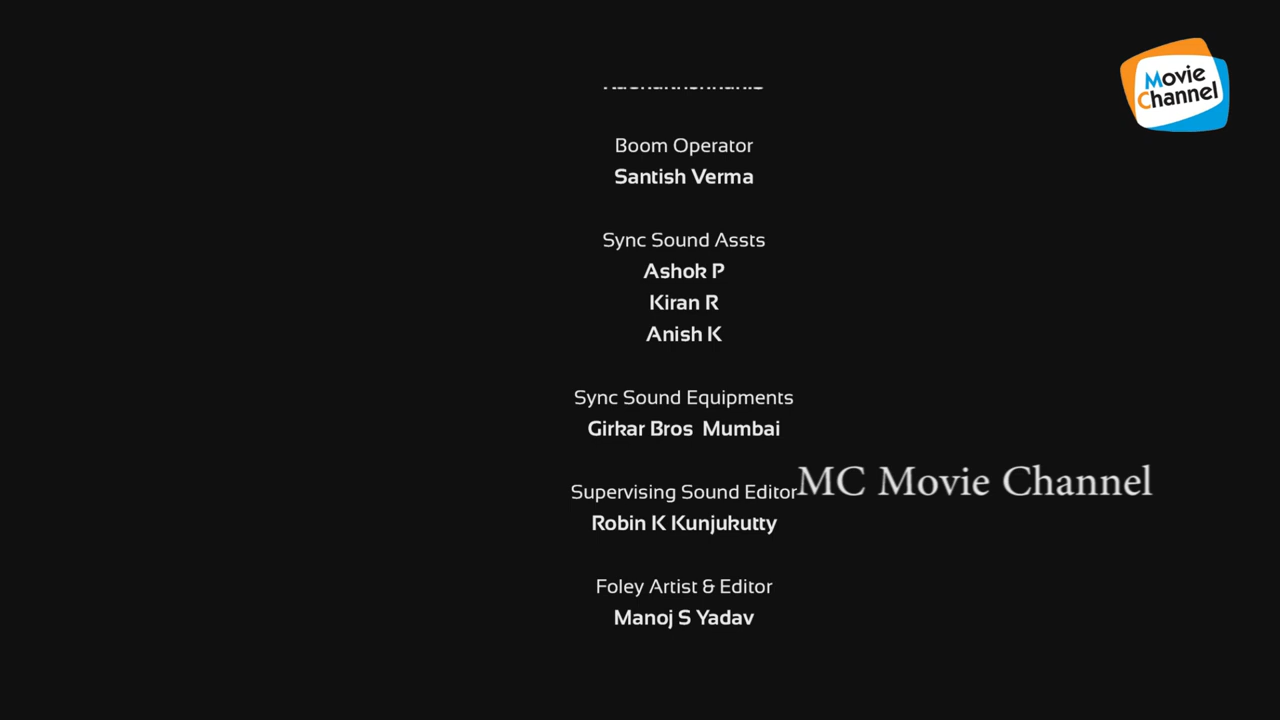 Movie
Channel
Boom Operator
Santish Verma
Sync Sound Assts
Ashok P
Kiran R
Anish K
Sync Sound Equipments
Girkar Bros Mumbai
Supervising Sound Editor
MC Movie Channel
Robin K Kunjukutty
Foley Artist & Editor
Manoj S Yadav